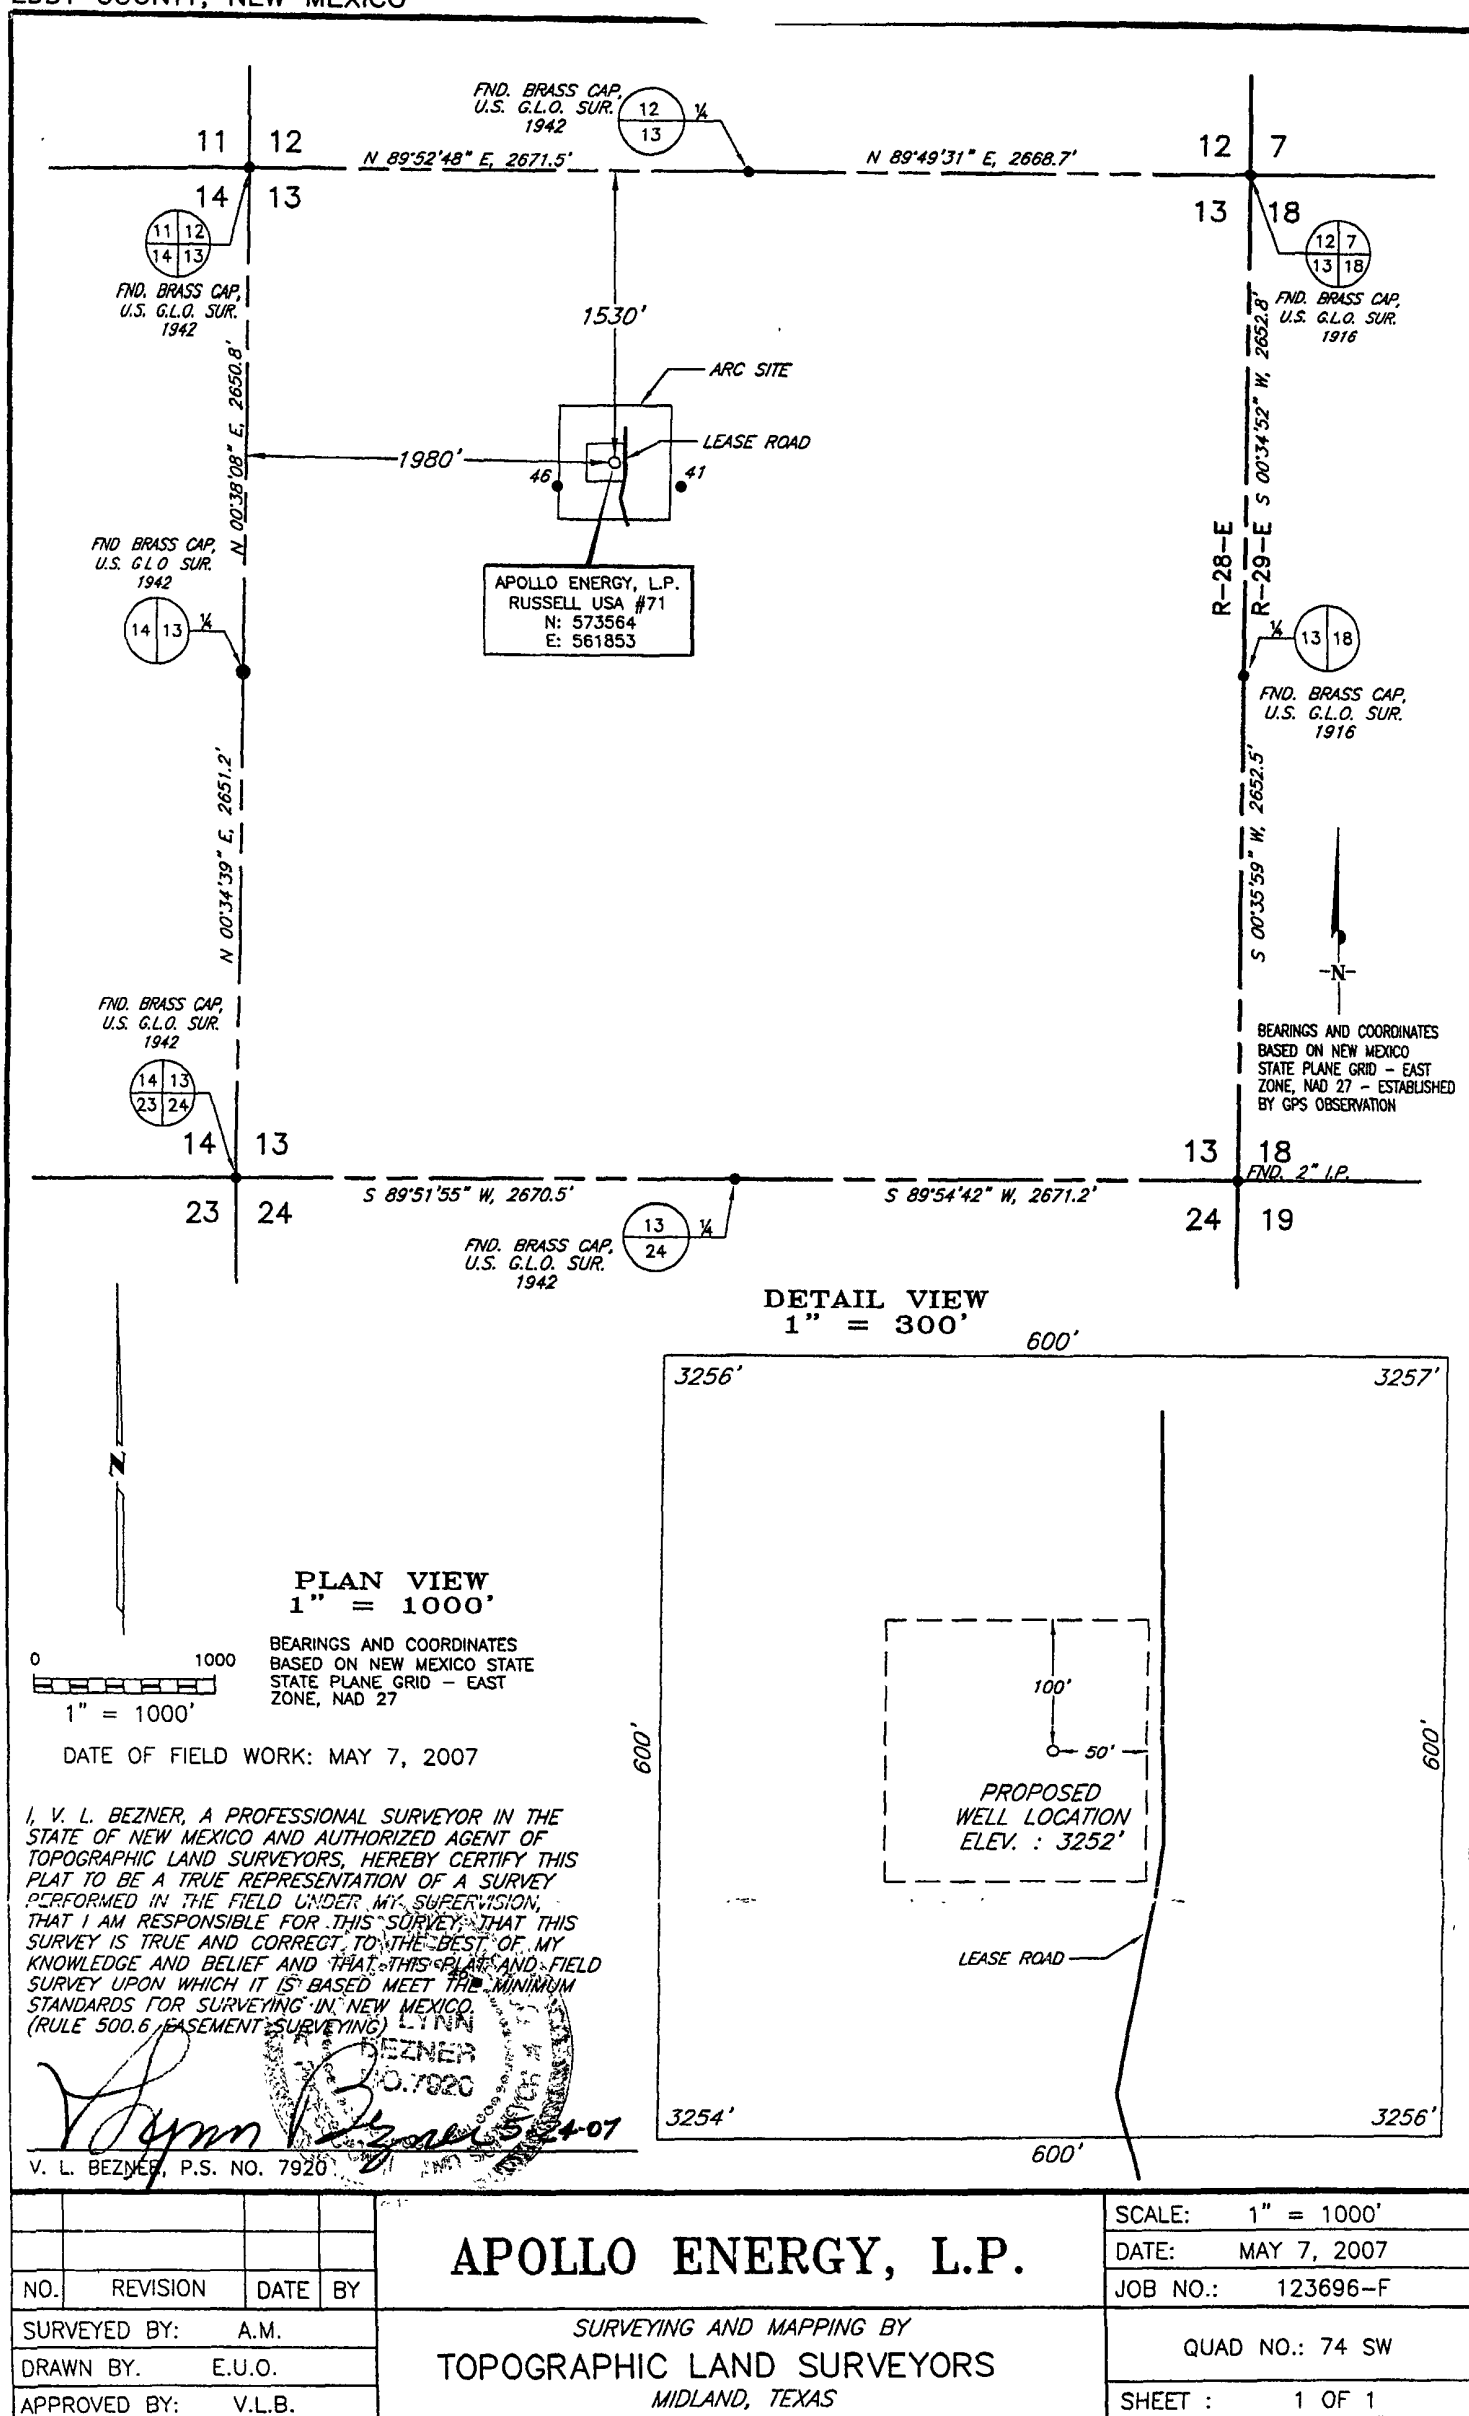 EDDY COUNTY, NEW MEXICO
FND. BRASS CAP,
U.S. G.L.O. SUR.
1942
12
13
¼
11 12
N 89°52'48" E, 2671.5'
N 89°49'31" E, 2668.7'
12 7
14 13
13 18
11 12
14 13
FND. BRASS CAP,
U.S. G.L.O. SUR.
1942
12 7
13 18
FND. BRASS CAP,
U.S. G.L.O. SUR.
1916
1530'
N 00°38'08" E, 2650.8'
S 00°34'52" W, 2652.8'
ARC SITE
LEASE ROAD
1980'
46
41
APOLLO ENERGY, L.P.
RUSSELL USA #71
N: 573564
E: 561853
FND BRASS CAP,
U.S. G L O SUR.
1942
14 13
¼
R-28-E
R-29-E
¼
13 18
FND. BRASS CAP,
U.S. G.L.O. SUR.
1916
N 00°34'39" E, 2651.2'
S 00°35'59" W, 2652.5'
-N-
BEARINGS AND COORDINATES
BASED ON NEW MEXICO
STATE PLANE GRID - EAST
ZONE, NAD 27 - ESTABLISHED
BY GPS OBSERVATION
FND. BRASS CAP,
U.S. G.L.O. SUR.
1942
14 13
23 24
14 13
13 18
FND. 2" I.P.
S 89°51'55" W, 2670.5'
S 89°54'42" W, 2671.2'
23 24
24 19
13
24
¼
FND. BRASS CAP,
U.S. G.L.O. SUR.
1942
DETAIL VIEW
1" = 300'
600'
3256'
3257'
N
100'
50'
PROPOSED
WELL LOCATION
ELEV. : 3252'
600'
600'
LEASE ROAD
3254'
3256'
600'
PLAN VIEW
1" = 1000'
0 1000
1" = 1000'
BEARINGS AND COORDINATES
BASED ON NEW MEXICO STATE
STATE PLANE GRID - EAST
ZONE, NAD 27
DATE OF FIELD WORK: MAY 7, 2007
I, V. L. BEZNER, A PROFESSIONAL SURVEYOR IN THE
STATE OF NEW MEXICO AND AUTHORIZED AGENT OF
TOPOGRAPHIC LAND SURVEYORS, HEREBY CERTIFY THIS
PLAT TO BE A TRUE REPRESENTATION OF A SURVEY
PERFORMED IN THE FIELD UNDER MY SUPERVISION,
THAT I AM RESPONSIBLE FOR THIS SURVEY, THAT THIS
SURVEY IS TRUE AND CORRECT TO THE BEST OF MY
KNOWLEDGE AND BELIEF AND THAT THIS PLAT AND FIELD
SURVEY UPON WHICH IT IS BASED MEET THE MINIMUM
STANDARDS FOR SURVEYING IN NEW MEXICO.
(RULE 500.6 EASEMENT SURVEYING)
LYNN
BEZNER
NO. 7920
V Lynn Bezner 5-24-07
V. L. BEZNER, P.S. NO. 7920
NO. REVISION DATE BY
SURVEYED BY: A.M.
DRAWN BY. E.U.O.
APPROVED BY: V.L.B.
APOLLO ENERGY, L.P.
SURVEYING AND MAPPING BY
TOPOGRAPHIC LAND SURVEYORS
MIDLAND, TEXAS
SCALE: 1" = 1000'
DATE: MAY 7, 2007
JOB NO.: 123696-F
QUAD NO.: 74 SW
SHEET : 1 OF 1